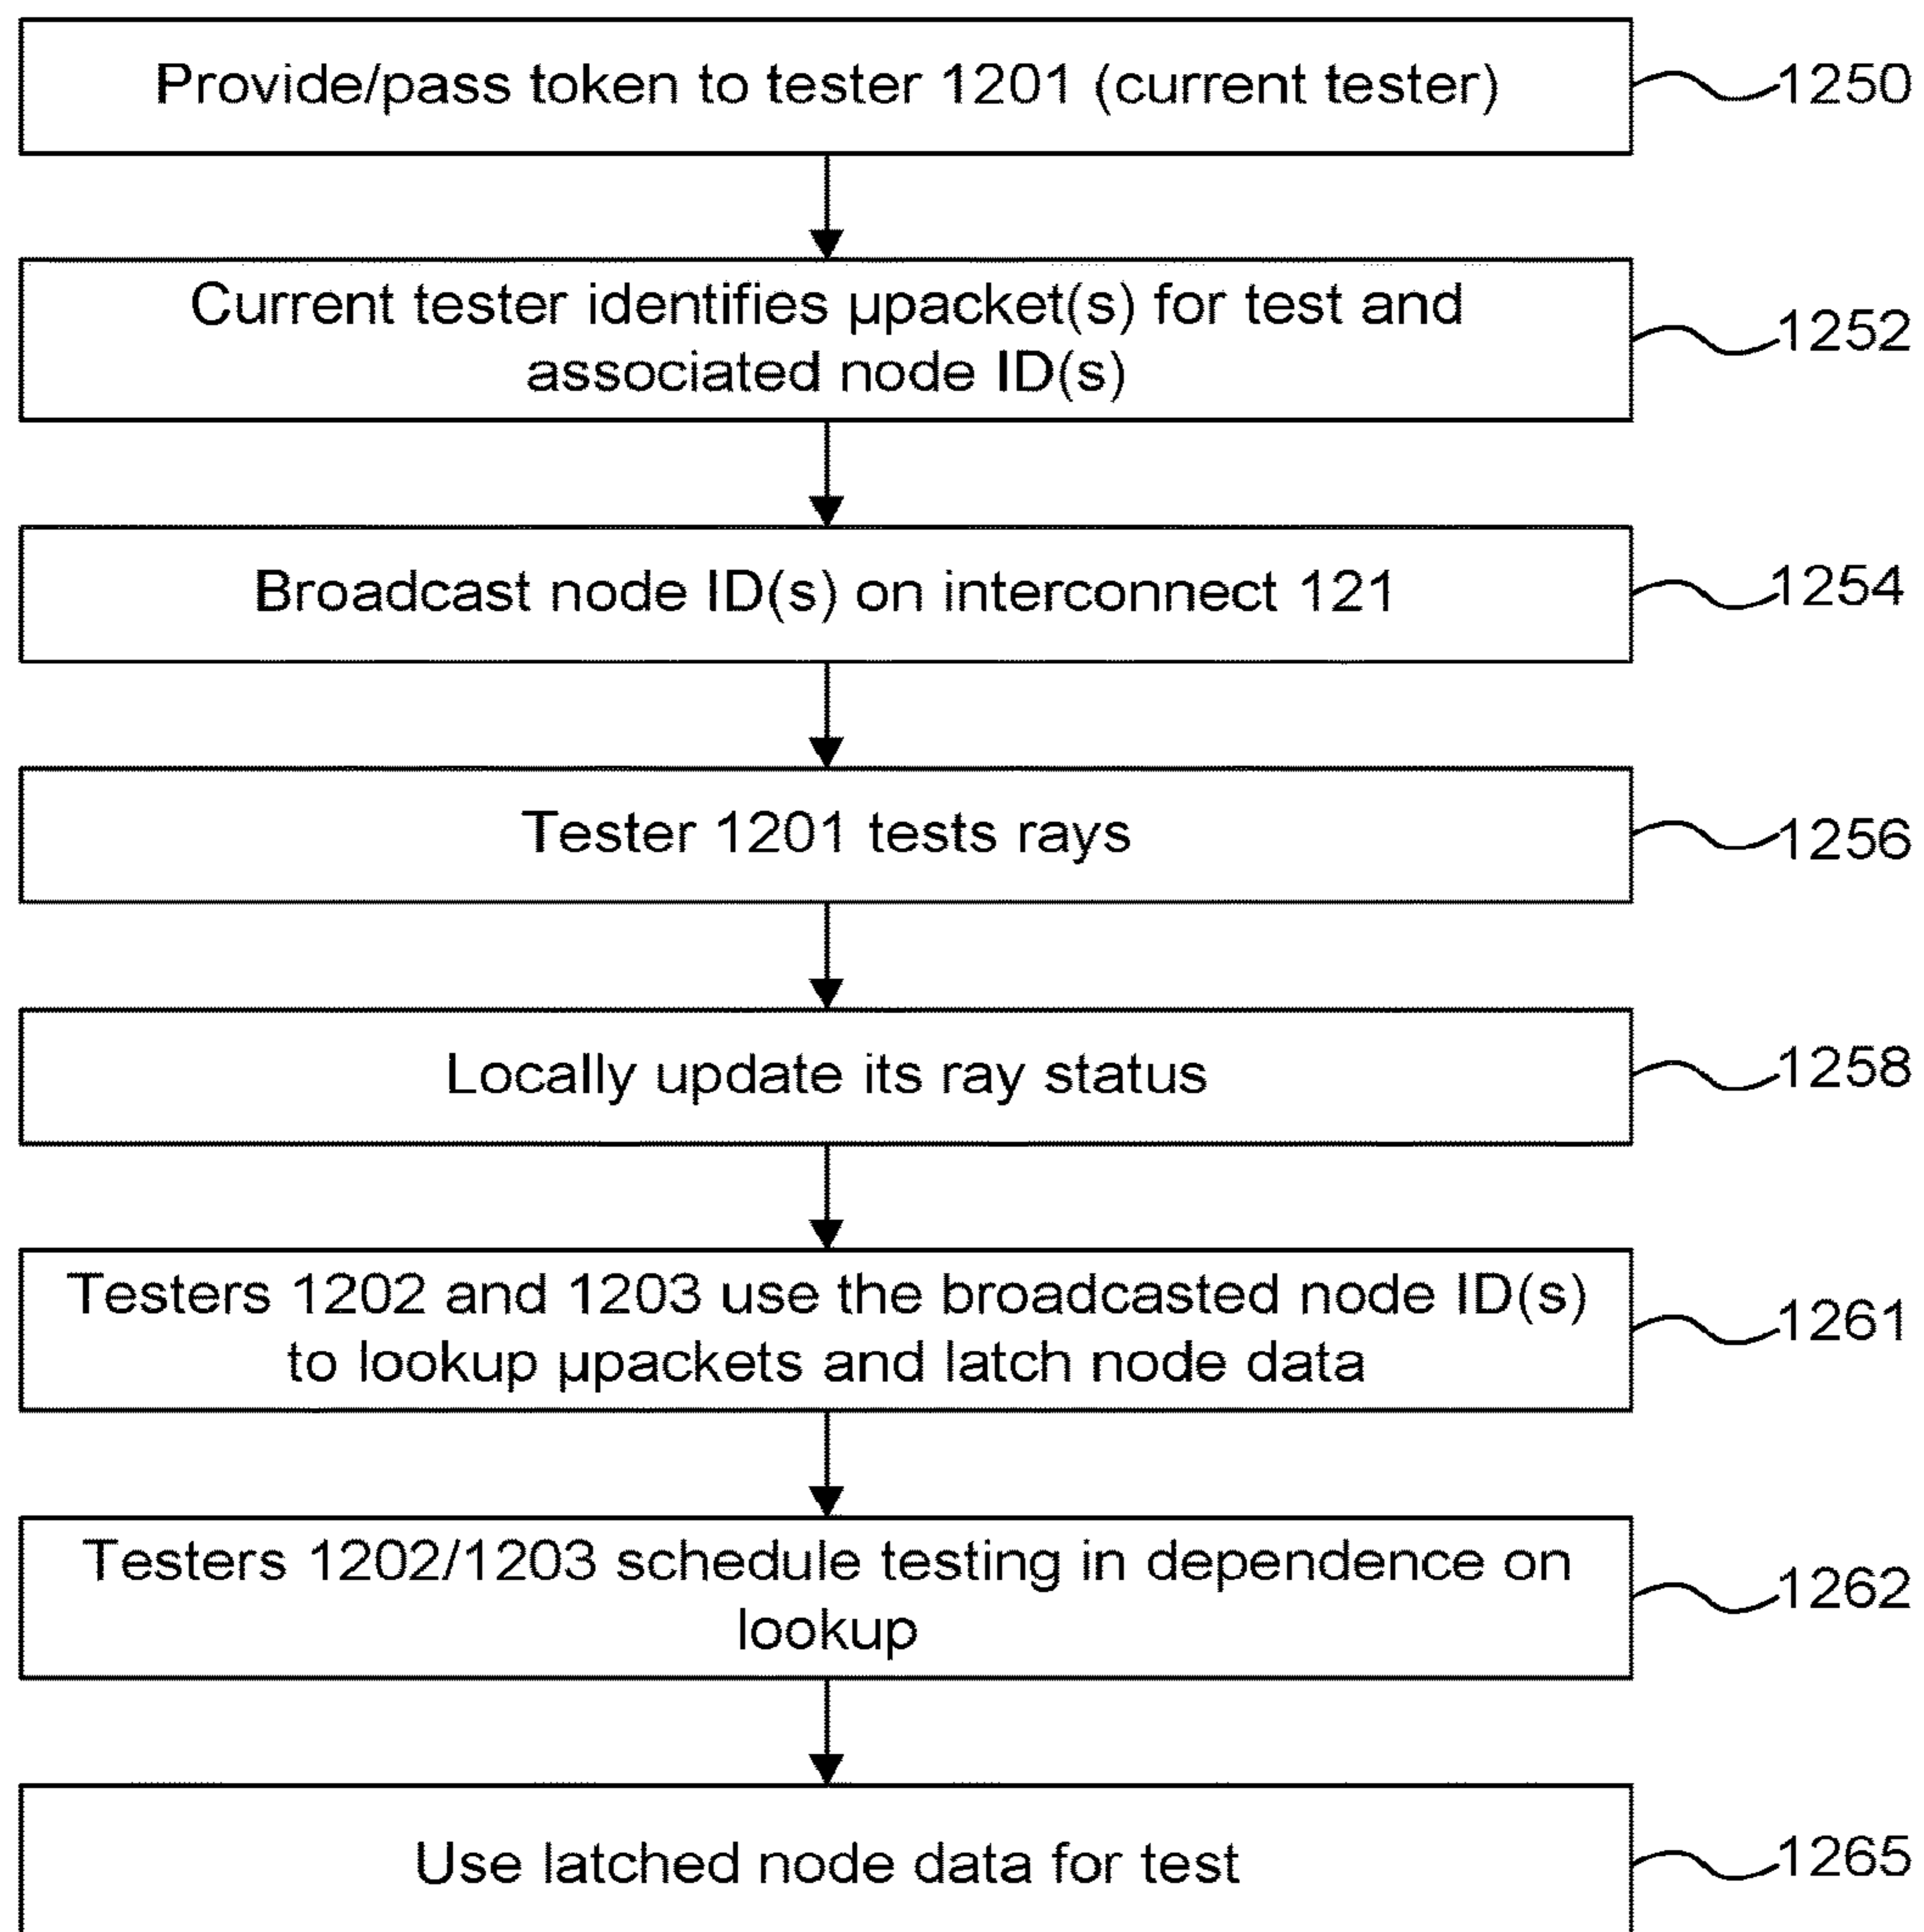 Provide/pass token to tester 1201 (current tester)
1250
Current tester identifies µpacket(s) for test and
associated node ID(s)
1252
Broadcast node ID(s) on interconnect 121
1254
Tester 1201 tests rays
1256
Locally update its ray status
1258
Testers 1202 and 1203 use the broadcasted node ID(s)
to lookup µpackets and latch node data
1261
Testers 1202/1203 schedule testing in dependence on
lookup
1262
Use latched node data for test
1265